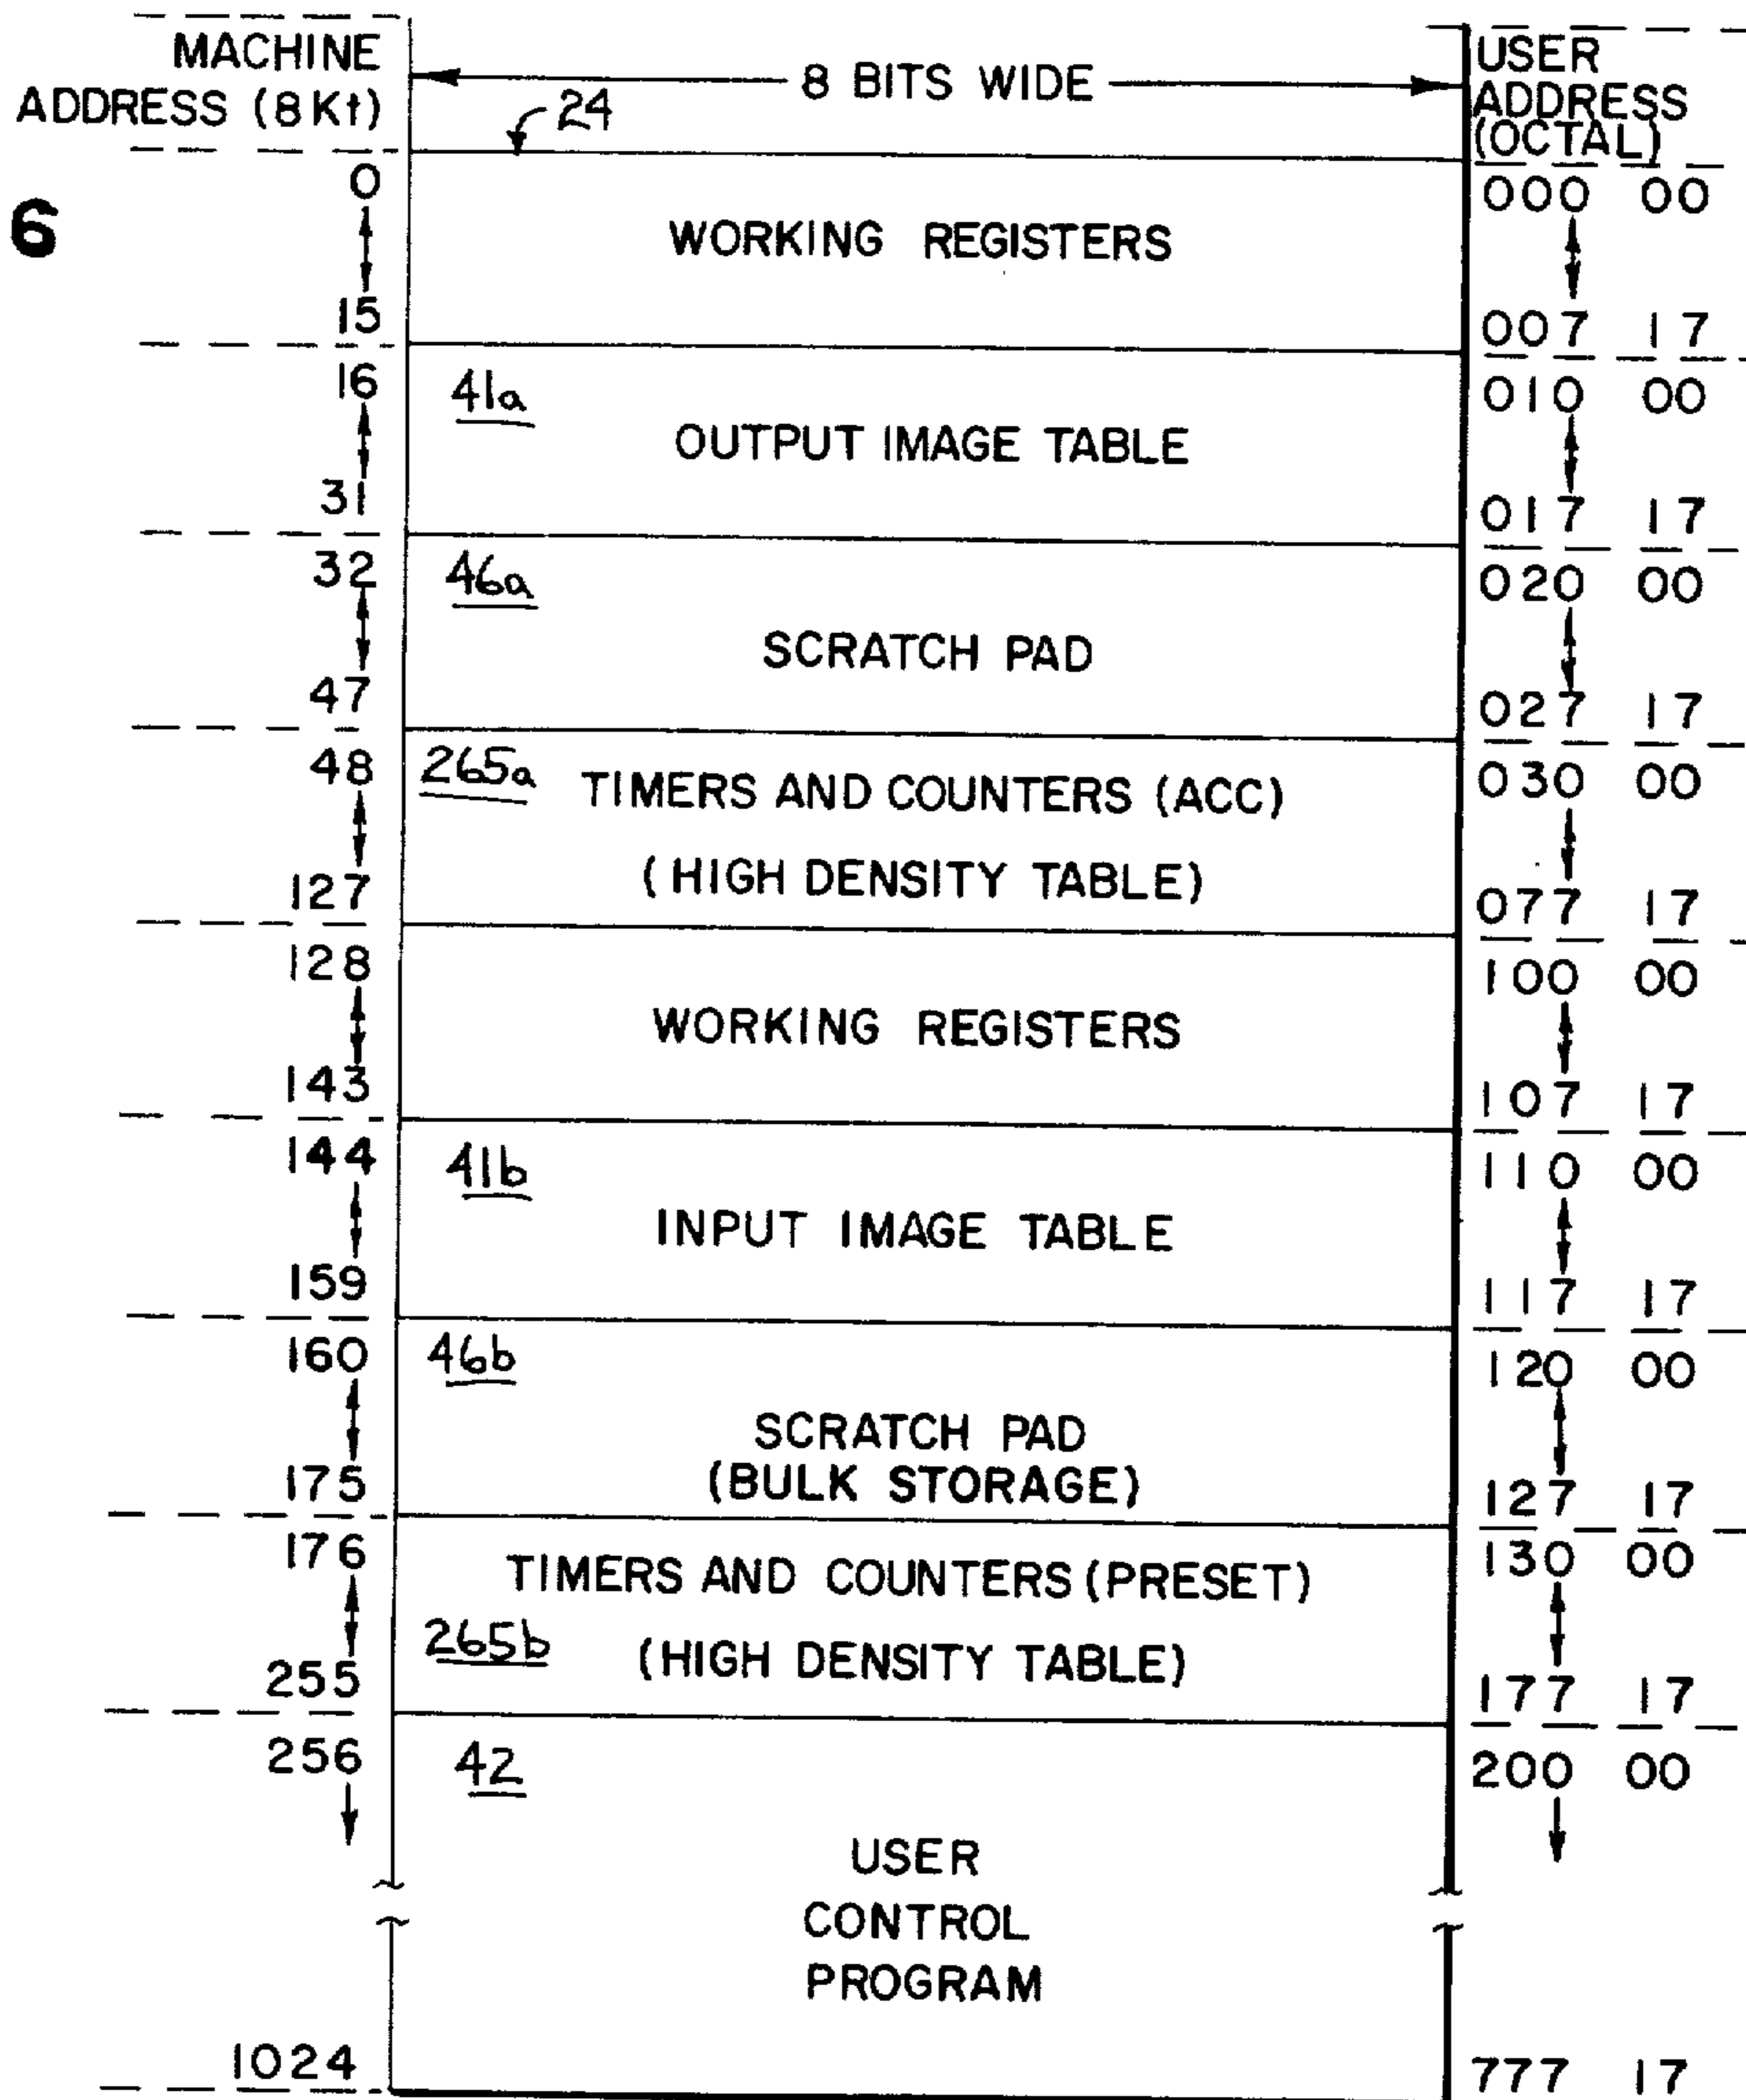 MACHINE
ADDRESS (8Kt)
8 BITS WIDE
USER
ADDRESS
(OCTAL)
24
6
0
WORKING REGISTERS
000 00
15
007 17
16
41a
OUTPUT IMAGE TABLE
010 00
31
017 17
32
46a
SCRATCH PAD
020 00
47
027 17
48
265a
TIMERS AND COUNTERS (ACC)
(HIGH DENSITY TABLE)
030 00
127
077 17
128
WORKING REGISTERS
100 00
143
107 17
144
41b
INPUT IMAGE TABLE
110 00
159
117 17
160
46b
SCRATCH PAD
(BULK STORAGE)
120 00
175
127 17
176
TIMERS AND COUNTERS (PRESET)
130 00
265b
(HIGH DENSITY TABLE)
255
177 17
256
42
200 00
USER
CONTROL
PROGRAM
1024
777 17